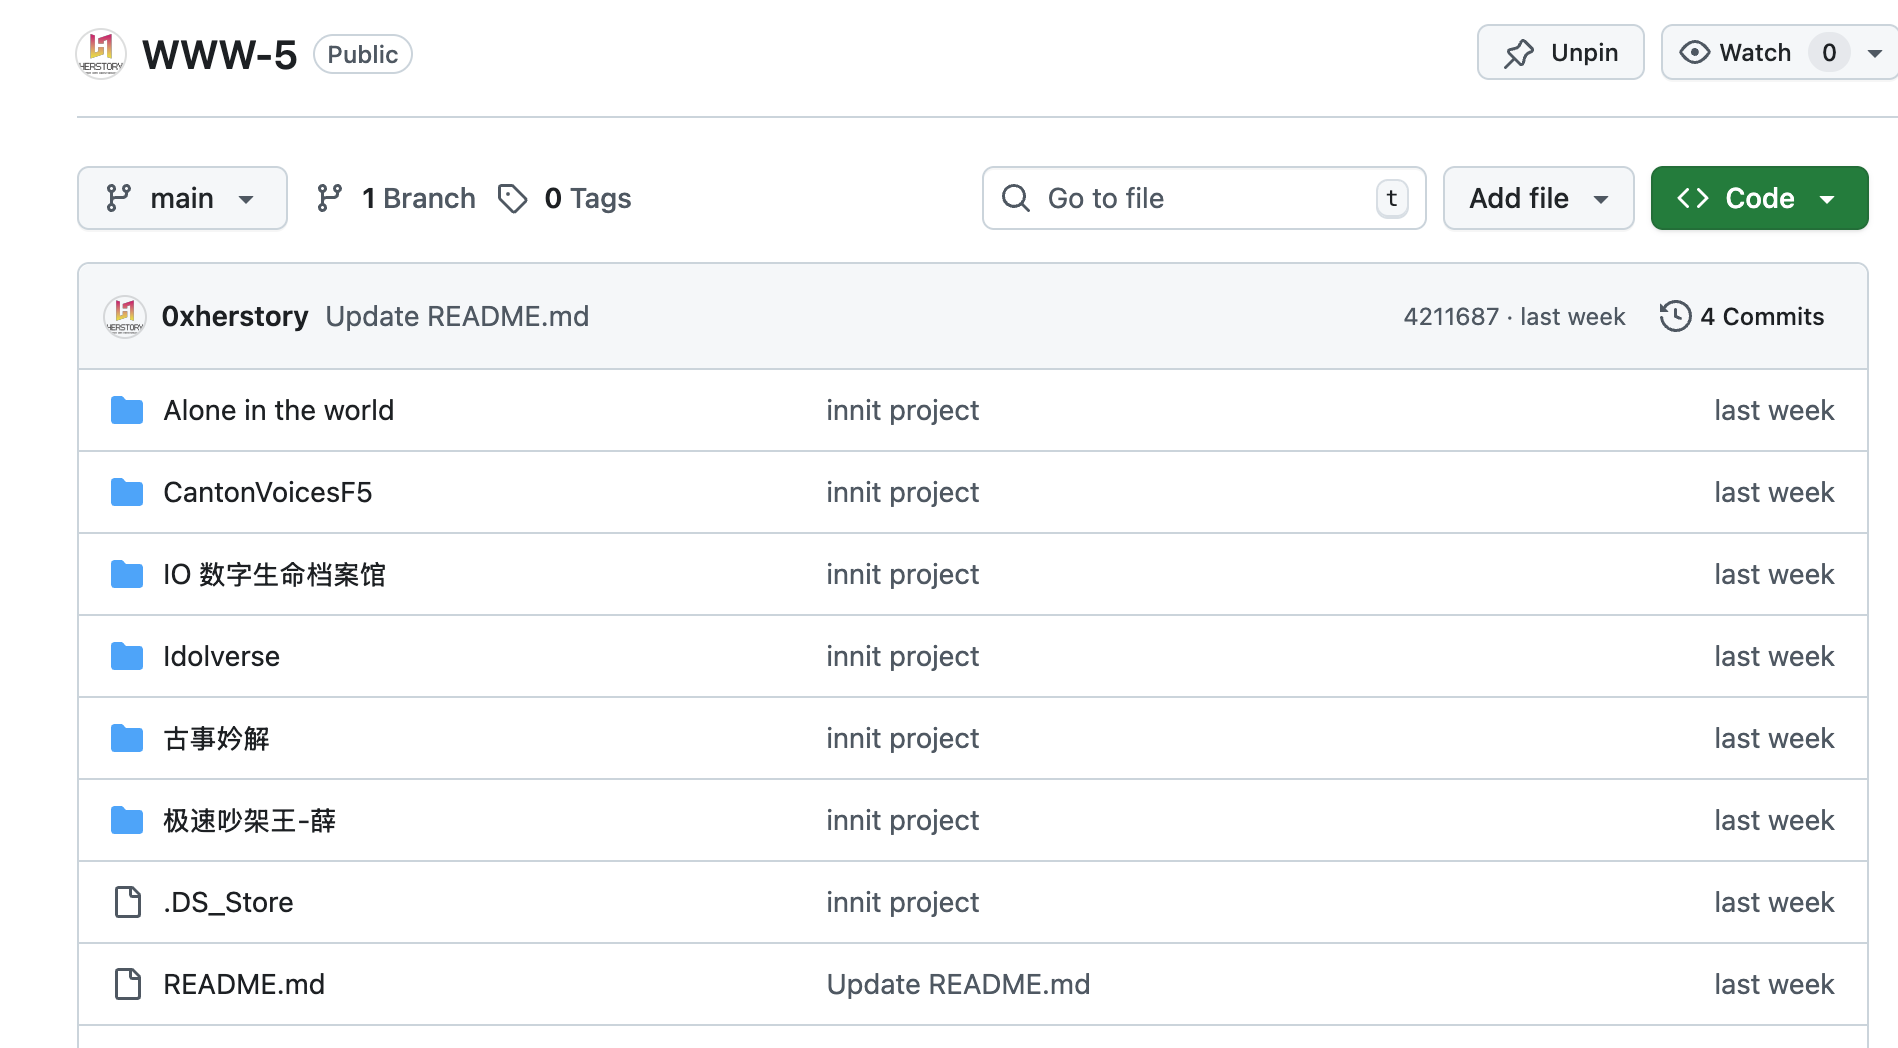 HERSTORY
WWW-5 Public Unpin Watch 0
main 1 Branch 0 Tags Go to file t Add file Code
HERSTORY
0xherstory Update README.md 4211687 · last week 4 Commits
Alone in the world innit project last week
CantonVoicesF5 innit project last week
IO 数字生命档案馆 innit project last week
Idolverse innit project last week
古事妗解 innit project last week
极速吵架王-薛 innit project last week
.DS_Store innit project last week
README.md Update README.md last week